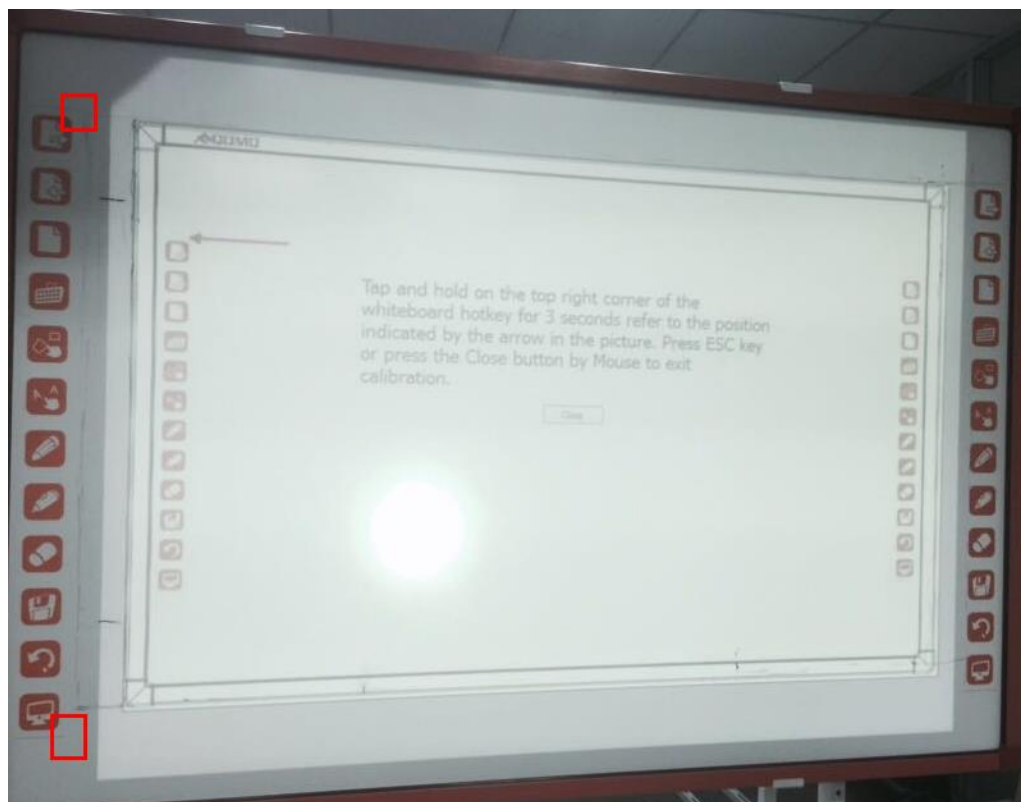 QOMO
Tap and hold on the top right corner of the
whiteboard hotkey for 3 seconds refer to the position
indicated by the arrow in the picture. Press ESC key
or press the Close button by Mouse to exit
calibration.
Close